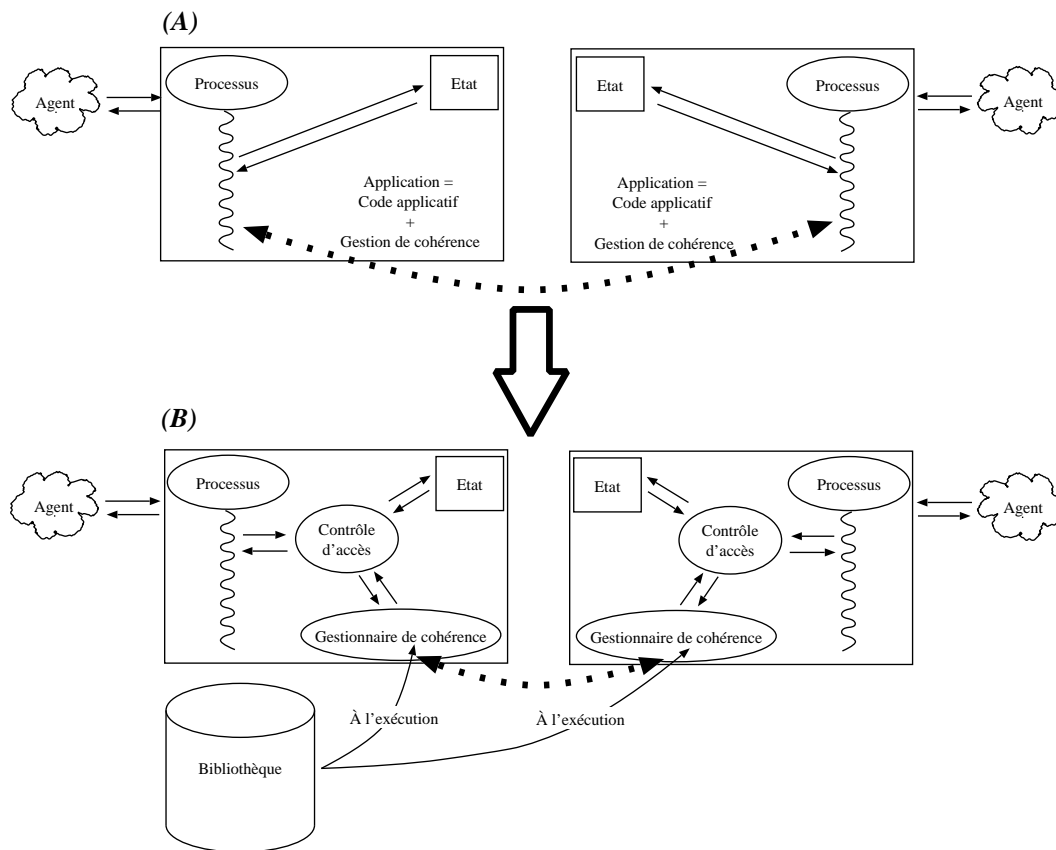 (A)
Agent
Processus
Etat
Application =
Code applicatif
+
Gestion de cohérence
Etat
Processus
Agent
Application =
Code applicatif
+
Gestion de cohérence
(B)
Agent
Processus
Etat
Contrôle
d'accès
Gestionnaire de cohérence
Etat
Processus
Agent
Contrôle
d'accès
Gestionnaire de cohérence
À l'exécution
À l'exécution
Bibliothèque